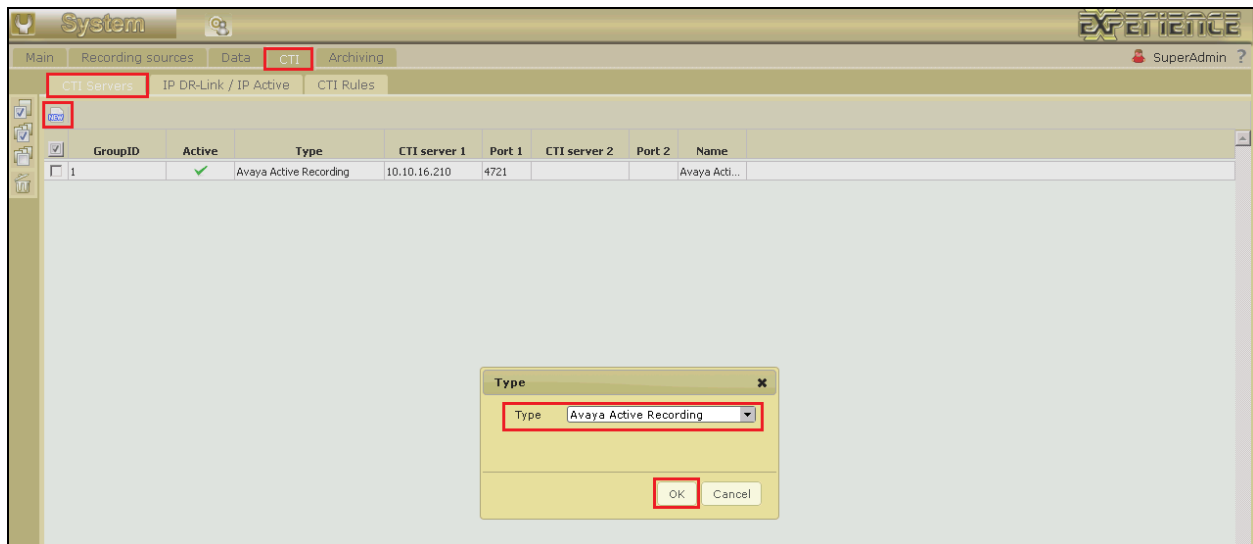 System
EXPERIENCE
Main Recording sources Data CTI Archiving
SuperAdmin ?
CTI Servers IP DR-Link / IP Active CTI Rules
NEW
GroupID Active Type CTI server 1 Port 1 CTI server 2 Port 2 Name
1 Avaya Active Recording 10.10.16.210 4721 Avaya Acti...
Type
Type Avaya Active Recording
OK Cancel